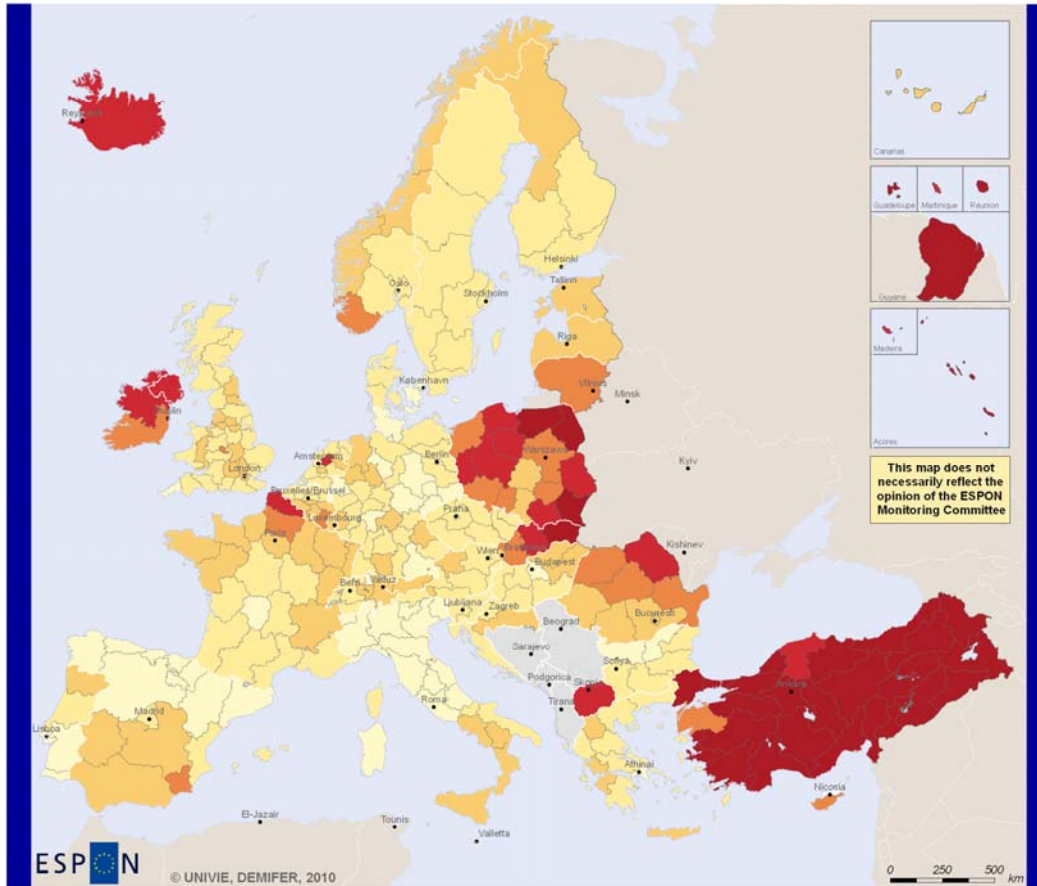 Reykjavik
Canarias
Guadeloupe
Martinique
Réunion
Guyane
Madeira
Acores
This map does not
necessarily reflect the
opinion of the ESPON
Monitoring Committee
Helsinki
Oslo
Tallinn
Stockholm
Riga
København
Vilnius
Minsk
Dublin
Amsterdam
Berlin
Warszawa
London
Kyiv
Bruxelles/Brussel
Praha
Luxembourg
Paris
Kishinev
Wien
Budapest
Bern
Vaduz
Ljubljana
Zagreb
Bucuresti
Beograd
Sarajevo
Sofiya
Podgorica
Skopje
Roma
Tirana
Ankara
Madrid
Lisboa
Athinai
Nicosia
El-Jazair
Tounis
Valletta
ESPON
© UNIVIE, DEMIFER, 2010
0 250 500
km